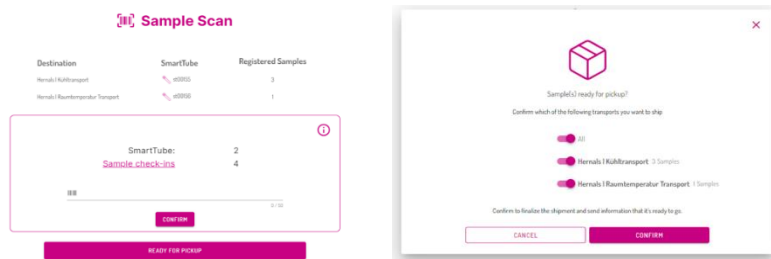 Sample Scan
Destination SmartTube Registered Samples
Hernals | Kühltransport e00155 3
Hernals | Raumtemperatur Transport e00156 1
SmartTube: 2
Sample check-ins 4
0 / 50
CONFIRM
READY FOR PICKUP
Sample(s) ready for pickup?
Confirm which of the following transports you want to ship
All
Hernals | Kühltransport 3 Samples
Hernals | Raumtemperatur Transport 1 Samples
Confirm to finalize the shipment and send information that it's ready to go.
CANCEL CONFIRM